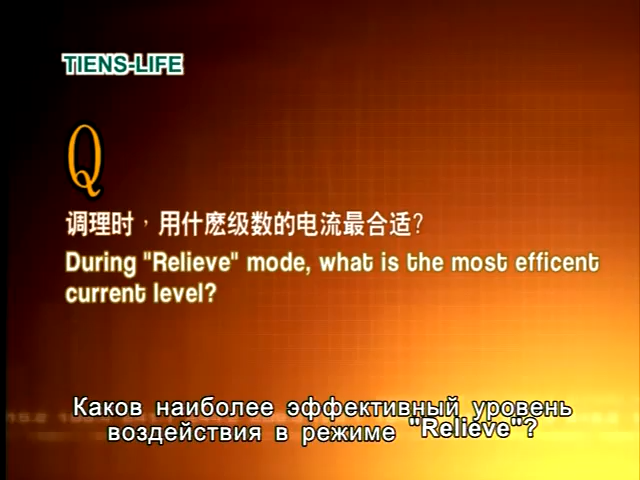 TIENS-LIFE
Q
调理时，用什麽级数的电流最合适？
During "Relieve" mode, what is the most efficent
current level?
Каков наиболее эффективный уровень
воздействия в режиме "Relieve"?